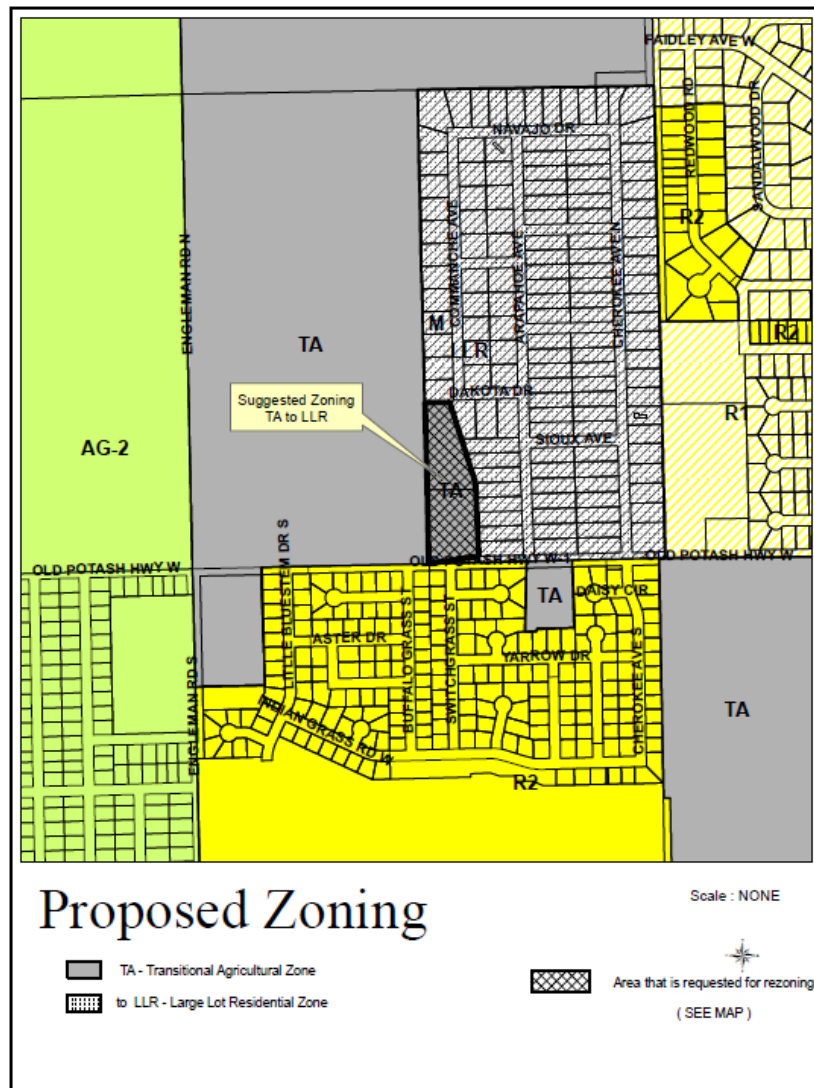 FAIDLEY AVE W
REDWOOD RD
SANDALWOOD DR
NAVAJO DR
ENGLEMAN RD N
COMMANCHE AVE
ARAPAHOE AVE
CHEROKEE AVE N
R2
R2
M
TA
LLR
Suggested Zoning
TA to LLR
DAKOTA DR
R1
SIOUX AVE
AG-2
TA
OLD POTASH HWY W
OLD POTASH HWY W-1
OLD POTASH HWY W
LITLLE BLUESTEM DR S
TA
DAISY CIR
ASTER DR
BUFFALO GRASS ST
SWITCHGRASS ST
YARROW DR
CHEROKEE AVE S
ENGLEMAN RD S
INDIAN GRASS RD W
TA
R2
Proposed Zoning
Scale : NONE
TA - Transitional Agricultural Zone
to LLR - Large Lot Residential Zone
Area that is requested for rezoning
( SEE MAP )